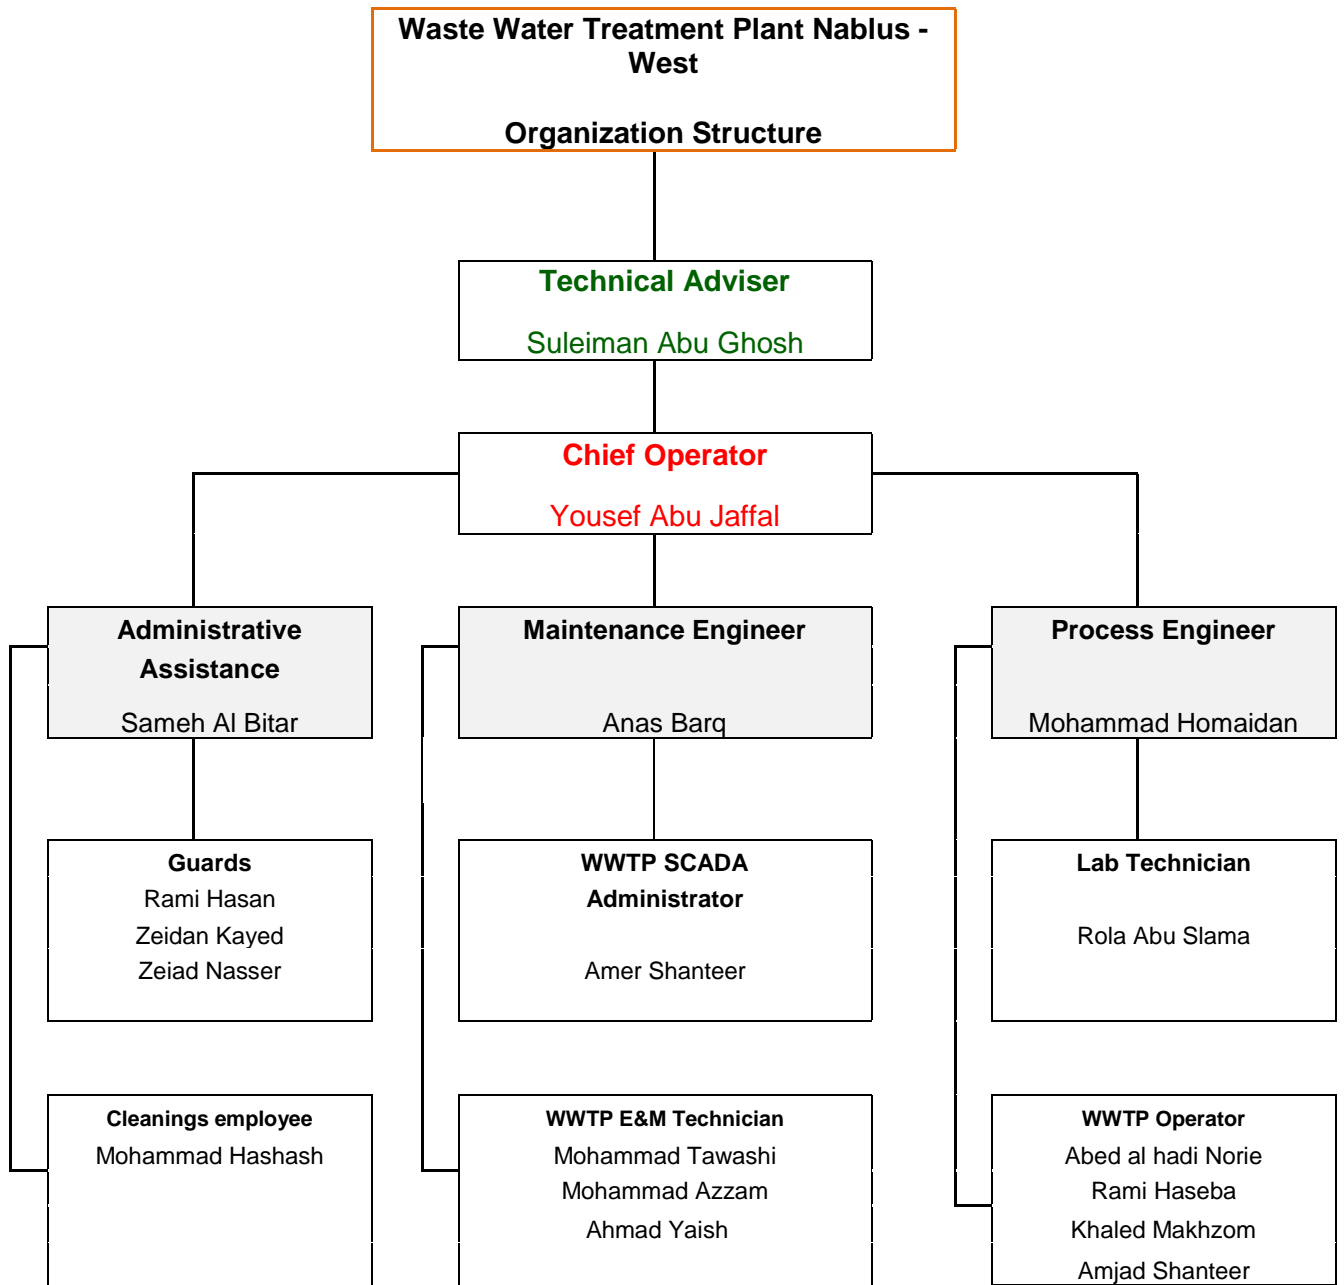 Waste Water Treatment Plant Nablus -
West
Organization Structure
Technical Adviser
Suleiman Abu Ghosh
Chief Operator
Yousef Abu Jaffal
Administrative
Assistance
Sameh Al Bitar
Maintenance Engineer
Anas Barq
Process Engineer
Mohammad Homaidan
Guards
Rami Hasan
Zeidan Kayed
Zeiad Nasser
WWTP SCADA
Administrator
Amer Shanteer
Lab Technician
Rola Abu Slama
Cleanings employee
Mohammad Hashash
WWTP E&M Technician
Mohammad Tawashi
Mohammad Azzam
Ahmad Yaish
WWTP Operator
Abed al hadi Norie
Rami Haseba
Khaled Makhzom
Amjad Shanteer